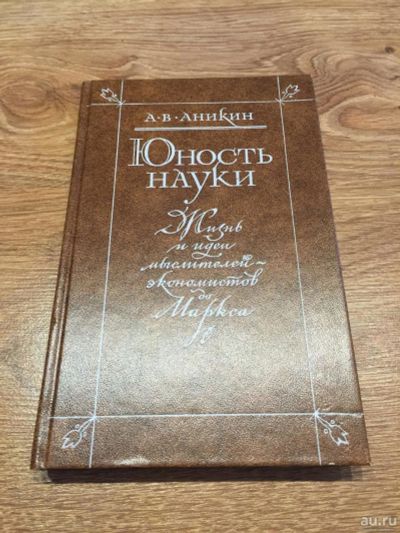 А·В·АНИКИН
ЮНОСТЬ
НАУКИ
Жизнь
и идеи
мыслителей-
экономистов
до
Маркса
au.ru